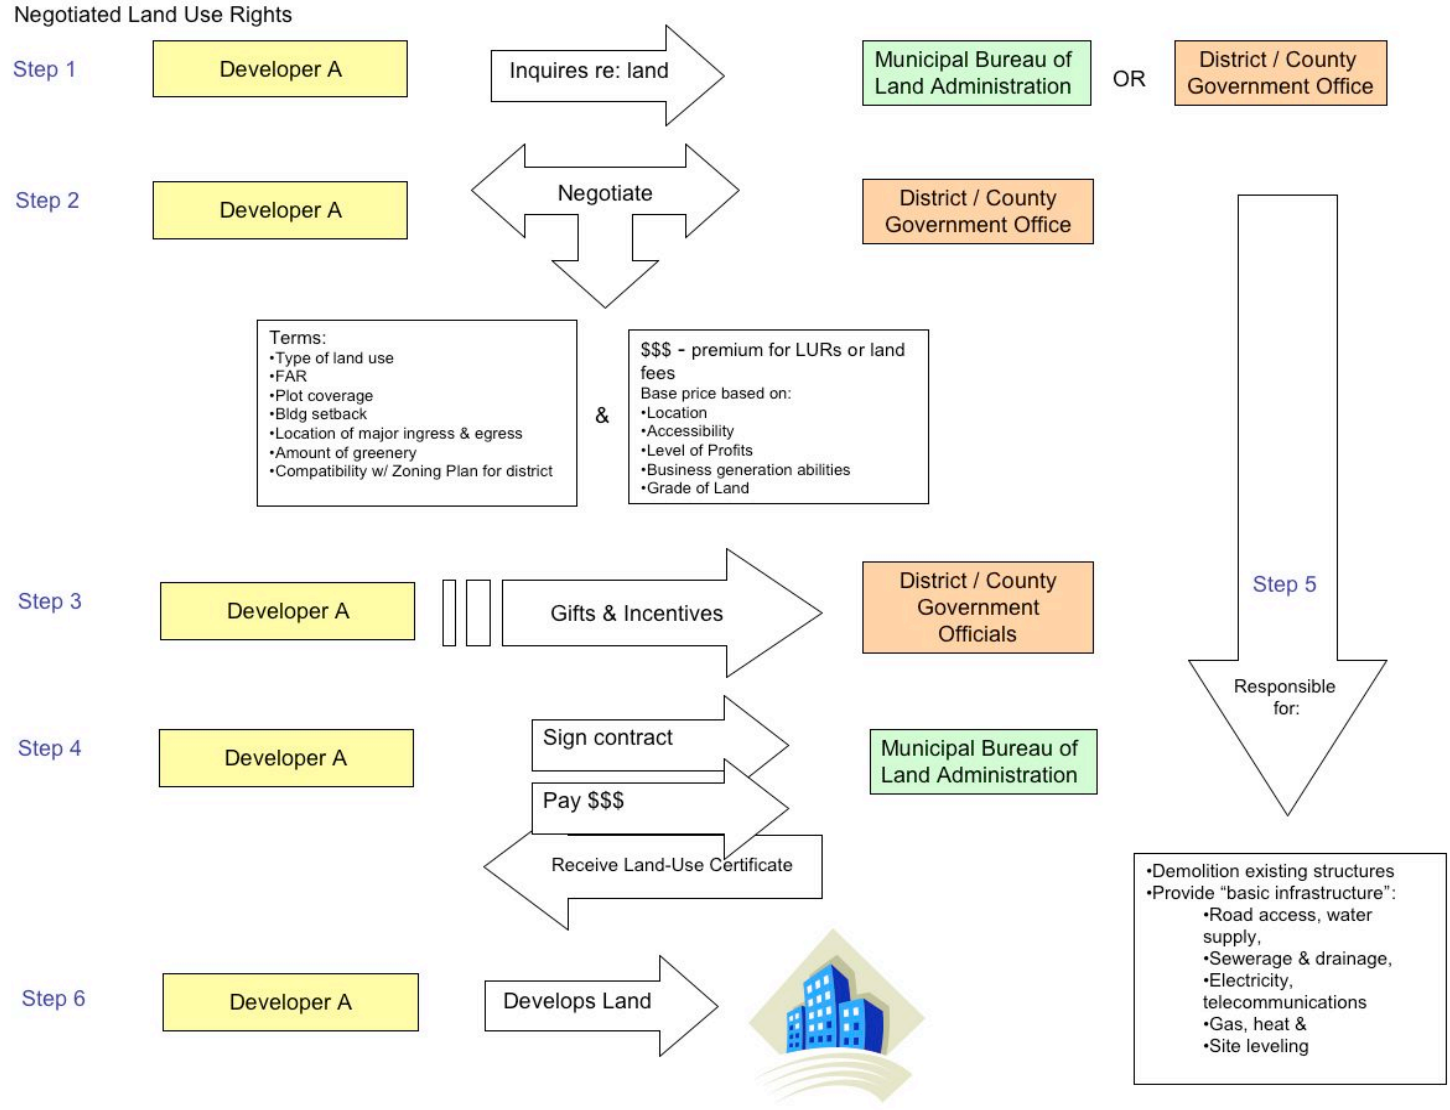 Negotiated Land Use Rights
Step 1
Developer A
Inquires re: land
Municipal Bureau of
Land Administration
OR
District / County
Government Office
Step 2
Developer A
Negotiate
District / County
Government Office
Terms:
•Type of land use
•FAR
•Plot coverage
•Bldg setback
•Location of major ingress & egress
•Amount of greenery
•Compatibility w/ Zoning Plan for district
&
$$$ - premium for LURs or land
fees
Base price based on:
•Location
•Accessibility
•Level of Profits
•Business generation abilities
•Grade of Land
Step 3
Developer A
Gifts & Incentives
District / County
Government
Officials
Step 4
Developer A
Sign contract
Pay $$$
Receive Land-Use Certificate
Municipal Bureau of
Land Administration
Step 5
Responsible
for:
•Demolition existing structures
•Provide “basic infrastructure”:
•Road access, water
supply,
•Sewerage & drainage,
•Electricity,
telecommunications
•Gas, heat &
•Site leveling
Step 6
Developer A
Develops Land